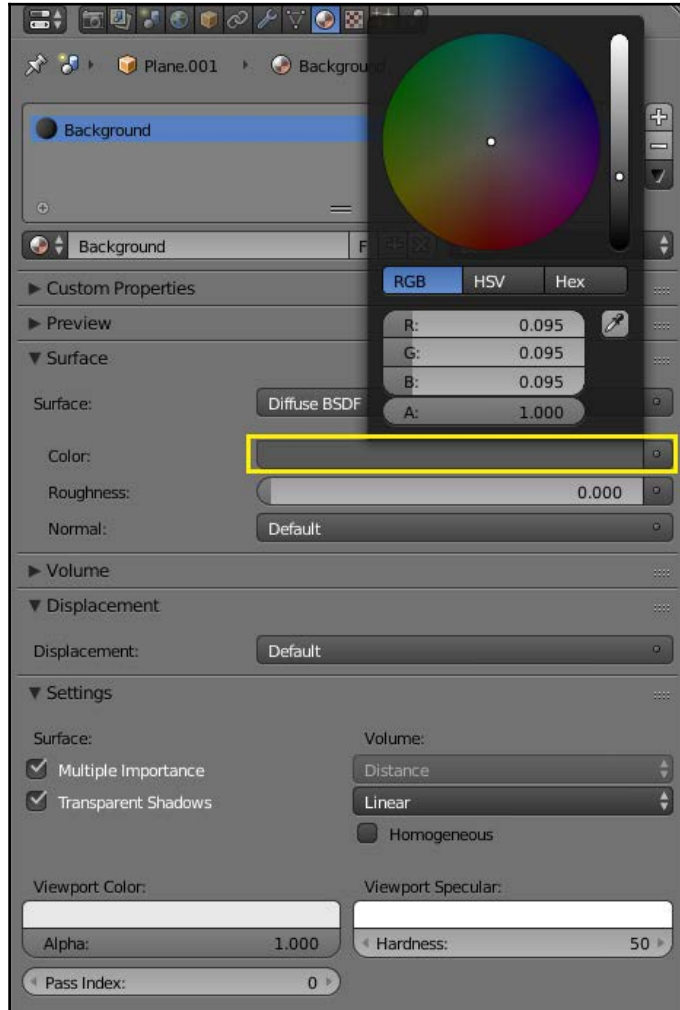 Plane.001 Background
Background
Background F
RGB HSV Hex
Custom Properties
R: 0.095
Preview
G: 0.095
Surface
B: 0.095
Surface: Diffuse BSDF
A: 1.000
Color:
Roughness: 0.000
Normal: Default
Volume
Displacement
Displacement: Default
Settings
Surface: Volume:
Multiple Importance Distance
Transparent Shadows Linear
Homogeneous
Viewport Color: Viewport Specular:
Alpha: 1.000 Hardness: 50
Pass Index: 0